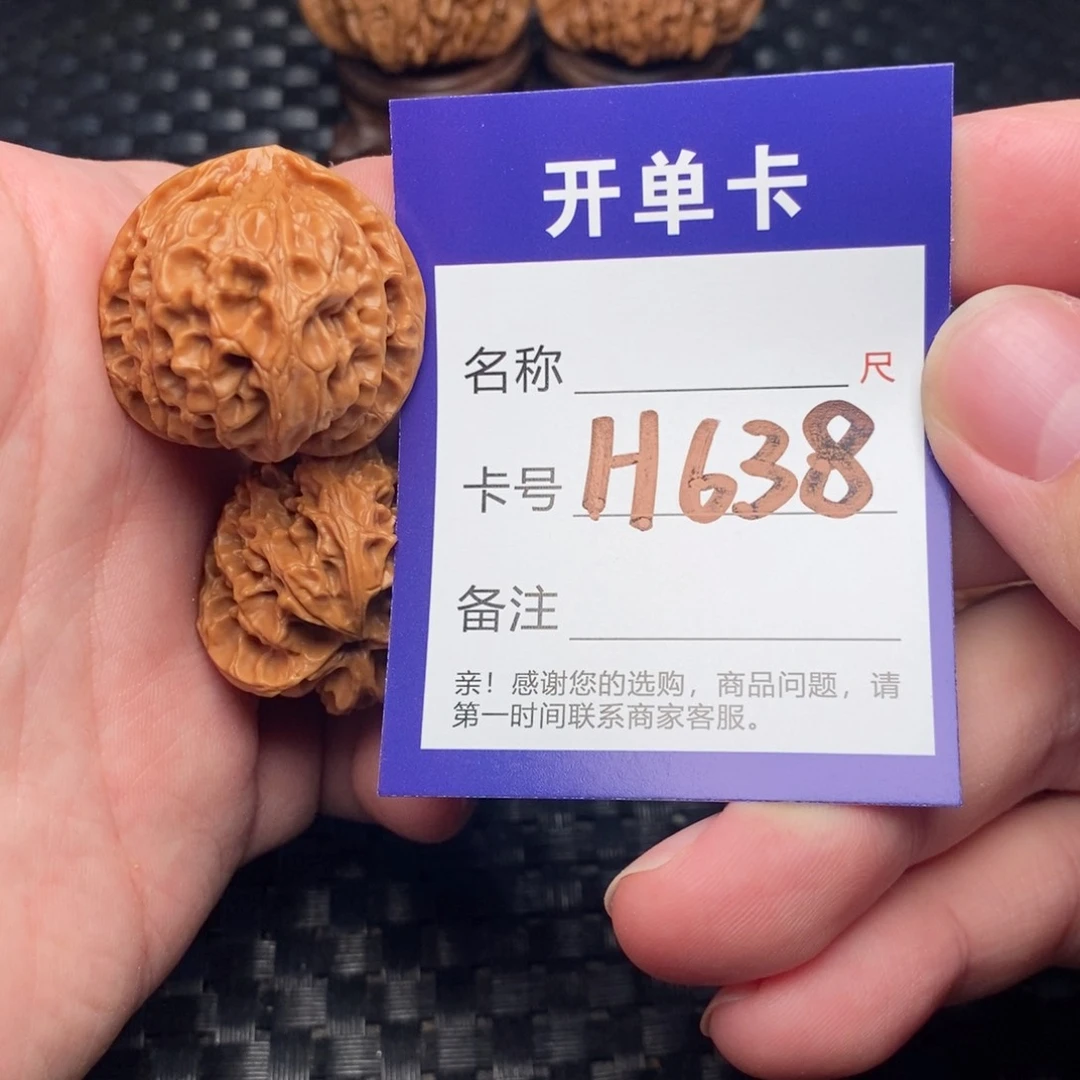 开单卡
名称 尺
卡号 H638
备注
亲！感谢您的选购，商品问题，请
第一时间联系商家客服。